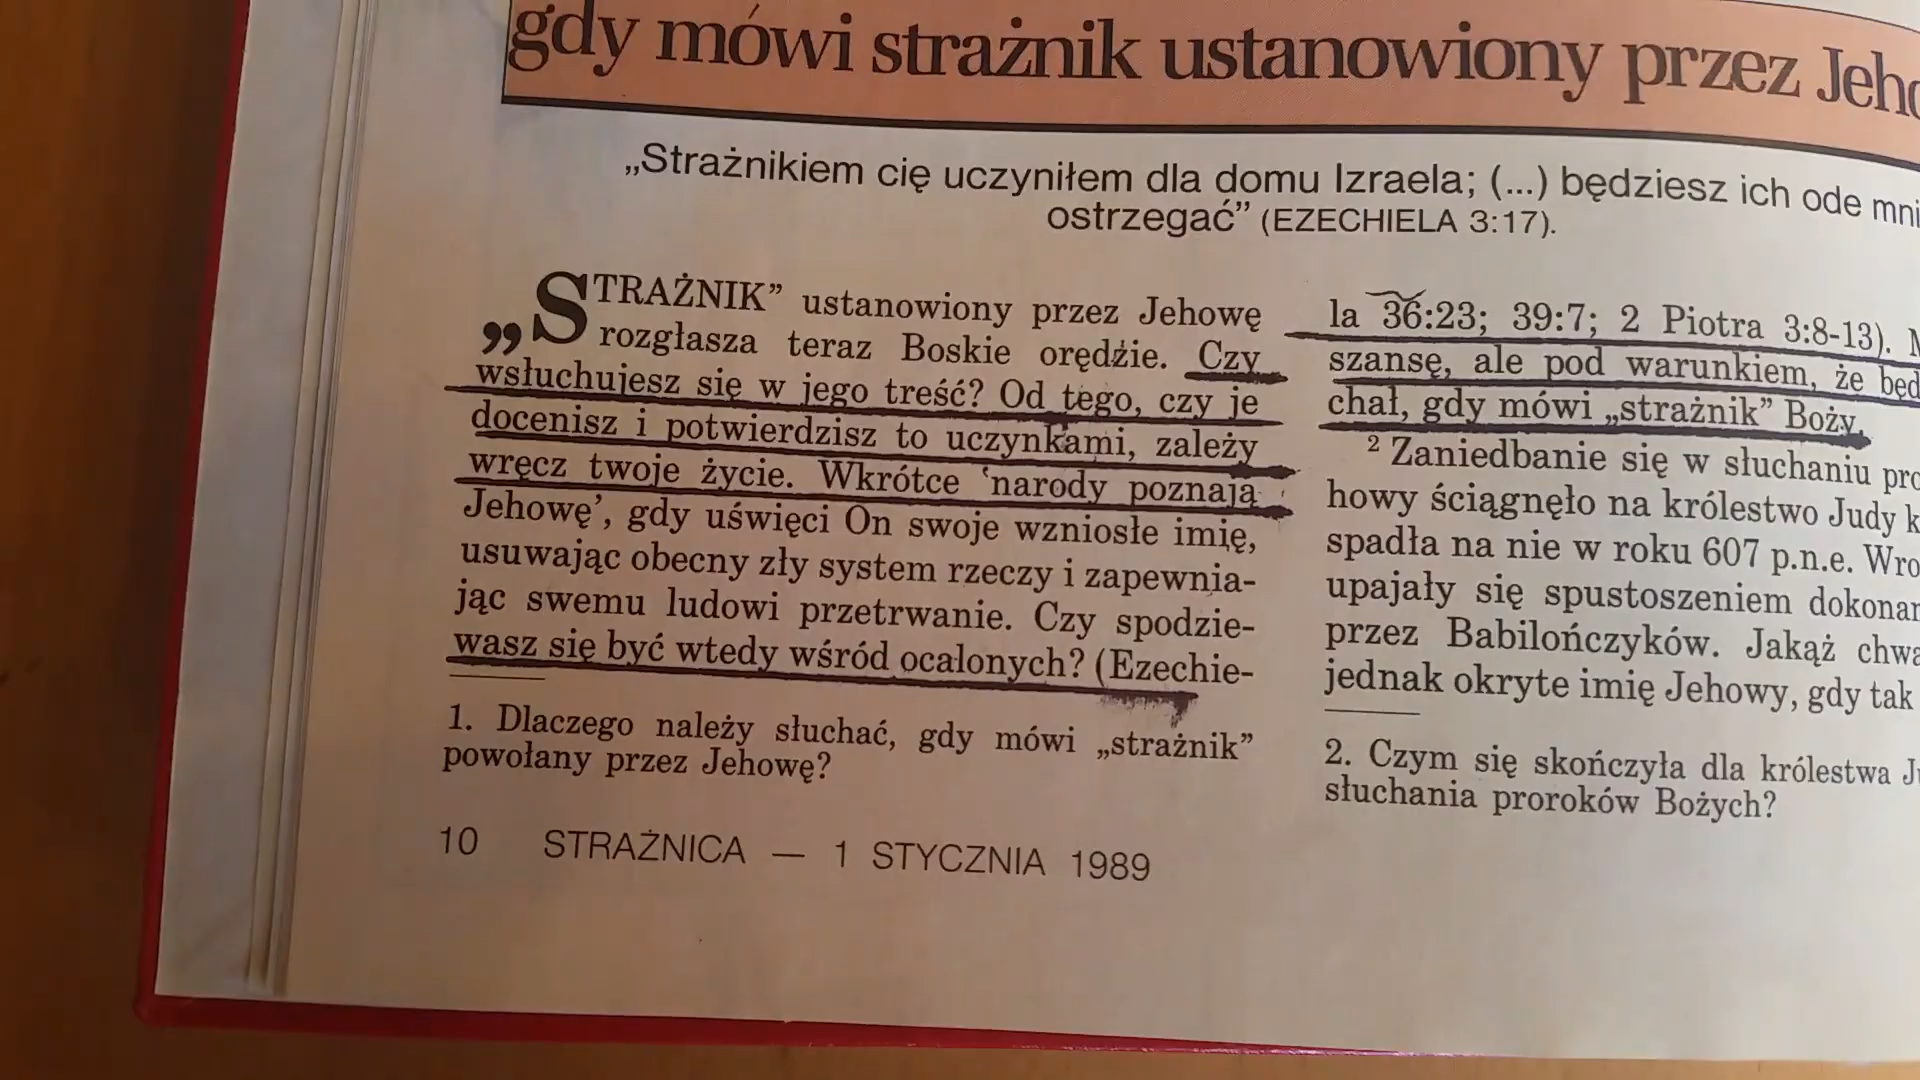 gdy mówi strażnik ustanowiony przez
„Strażnikiem cię uczyniłem dla domu Izraela; (...) będziesz ich ode
ostrzegać” (EZECHIELA 3:17).
„STRAŻNIK” ustanowiony przez Jehowę
rozgłasza teraz Boskie orędzie. Czy
wsłuchujesz się w jego treść? Od tego, czy je
docenisz i potwierdzisz to uczynkami, zależy
wręcz twoje życie. Wkrótce ‘narody poznają
Jehowę’, gdy uświęci On swoje wzniosłe imię,
usuwając obecny zły system rzeczy i zapewnia-
jąc swemu ludowi przetrwanie. Czy spodzie-
wasz się być wtedy wśród ocalonych? (Ezechie-
1. Dlaczego należy słuchać, gdy mówi „strażnik”
powołany przez Jehowę?
10 STRAŻNICA — 1 STYCZNIA 1989
la 36:23; 39:7; 2 Piotra 3:8-13).
szansę, ale pod warunkiem, że
chał, gdy mówi „strażnik” Boży.
² Zaniedbanie się w słuchaniu
howy ściągnęło na królestwo Judy
spadła na nie w roku 607 p.n.e.
upajały się spustoszeniem
przez Babilończyków. Jakąż
jednak okryte imię Jehowy, gdy tak
2. Czym się skończyła dla królestwa
słuchania proroków Bożych?